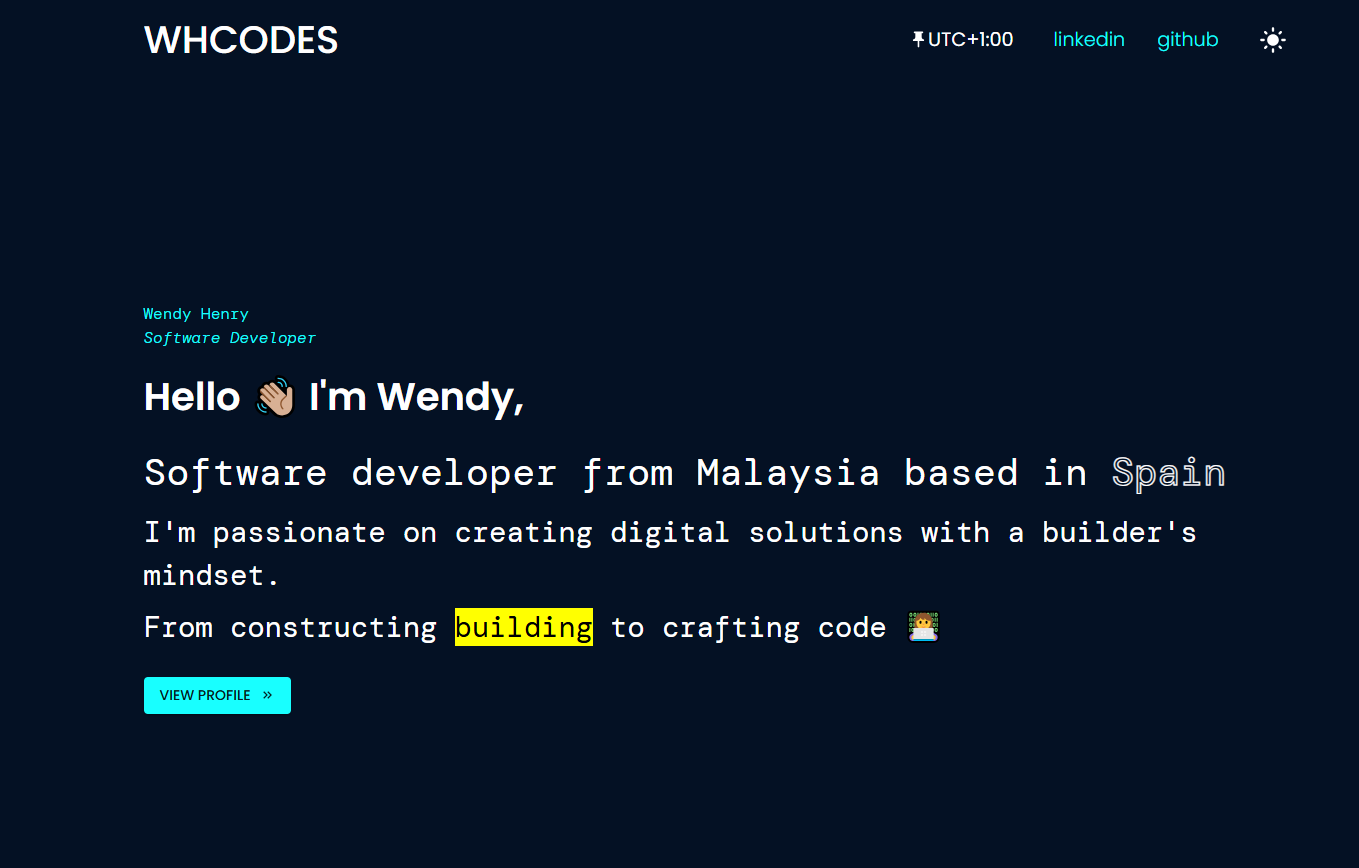 WHCODES
UTC+1:00 linkedin github
Wendy Henry
Software Developer
Hello 👋🏼 I'm Wendy,
Software developer from Malaysia based in Spain
I'm passionate on creating digital solutions with a builder's
mindset.
From constructing building to crafting code 👨‍💻
VIEW PROFILE »